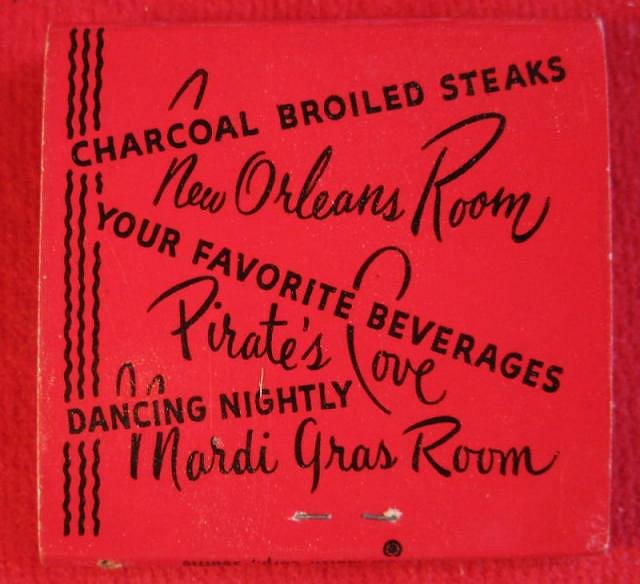 CHARCOAL BROILED STEAKS
New Orleans Room
YOUR FAVORITE BEVERAGES
Pirate's Cove
DANCING NIGHTLY
Mardi Gras Room